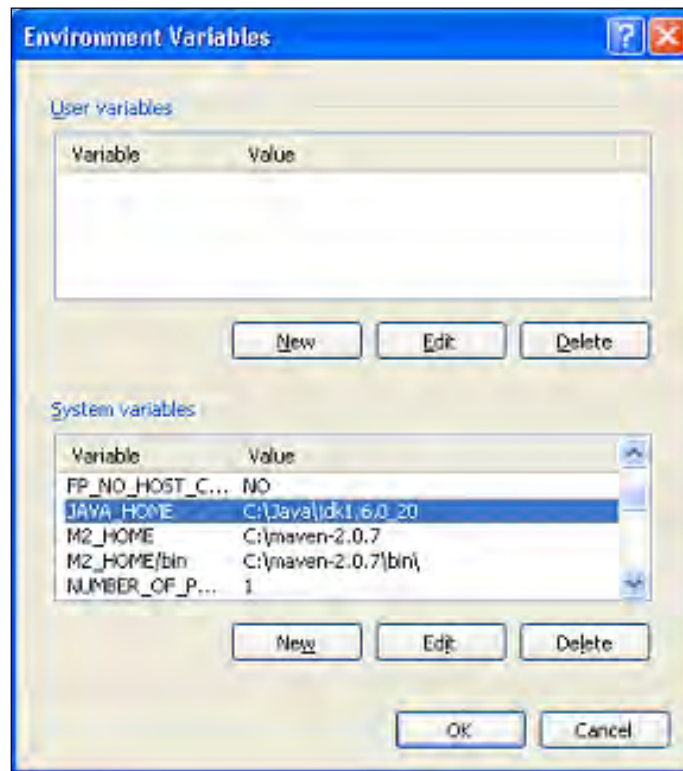 Environment Variables
User variables
Variable Value
New Edit Delete
System variables
Variable Value
FP_NO_HOST_C... NO
JAVA_HOME C:\Java\jdk1.6.0_20
M2_HOME C:\maven-2.0.7
M2_HOME/bin C:\maven-2.0.7\bin\
NUMBER_OF_P... 1
New Edit Delete
OK Cancel